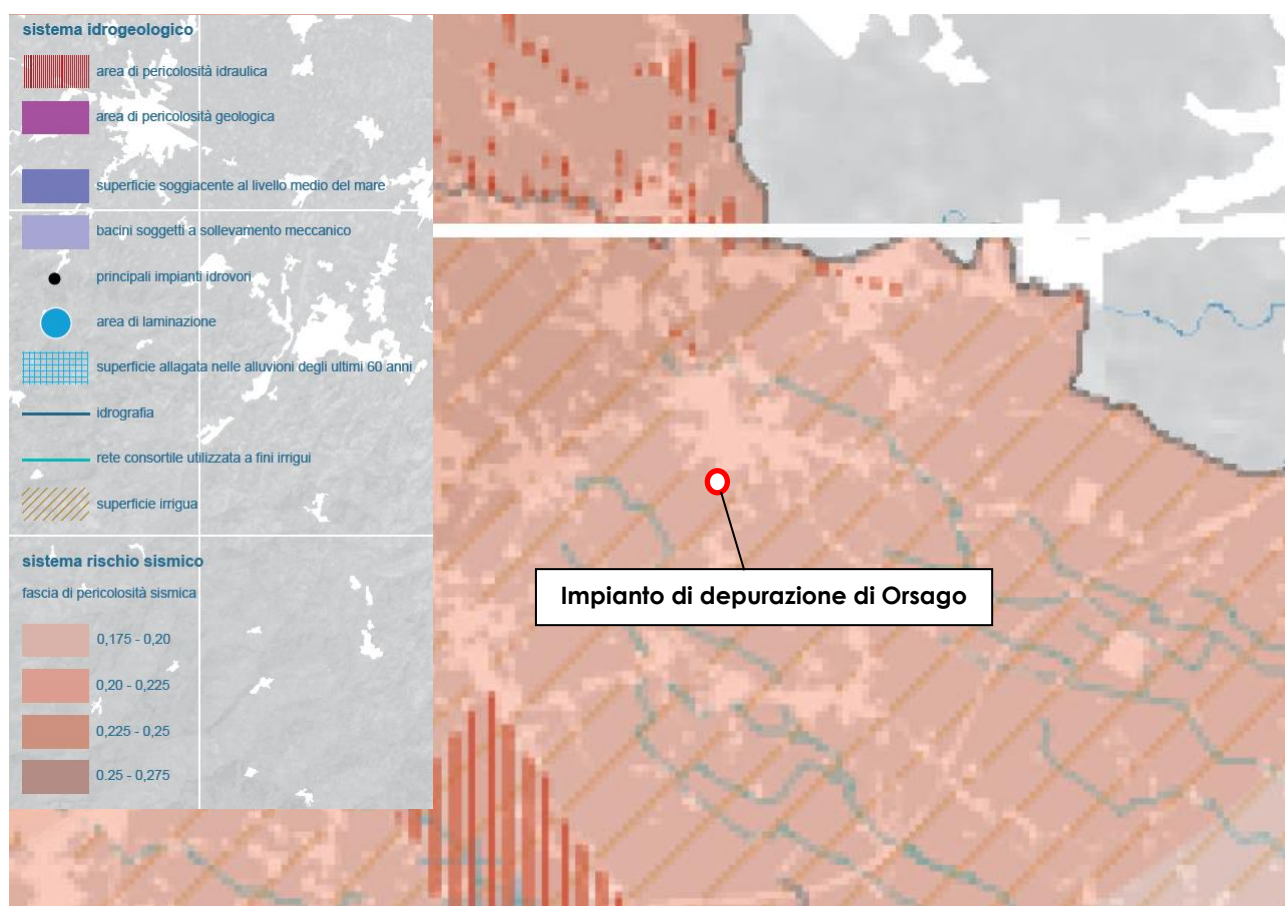 sistema idrogeologico
area di pericolosità idraulica
area di pericolosità geologica
superficie soggiacente al livello medio del mare
bacini soggetti a sollevamento meccanico
principali impianti idrovori
area di laminazione
superficie allagata nelle alluvioni degli ultimi 60 anni
idrografia
rete consortile utilizzata a fini irrigui
superficie irrigua
sistema rischio sismico
fascia di pericolosità sismica
0,175 - 0,20
0,20 - 0,225
0,225 - 0,25
0.25 - 0,275
Impianto di depurazione di Orsago